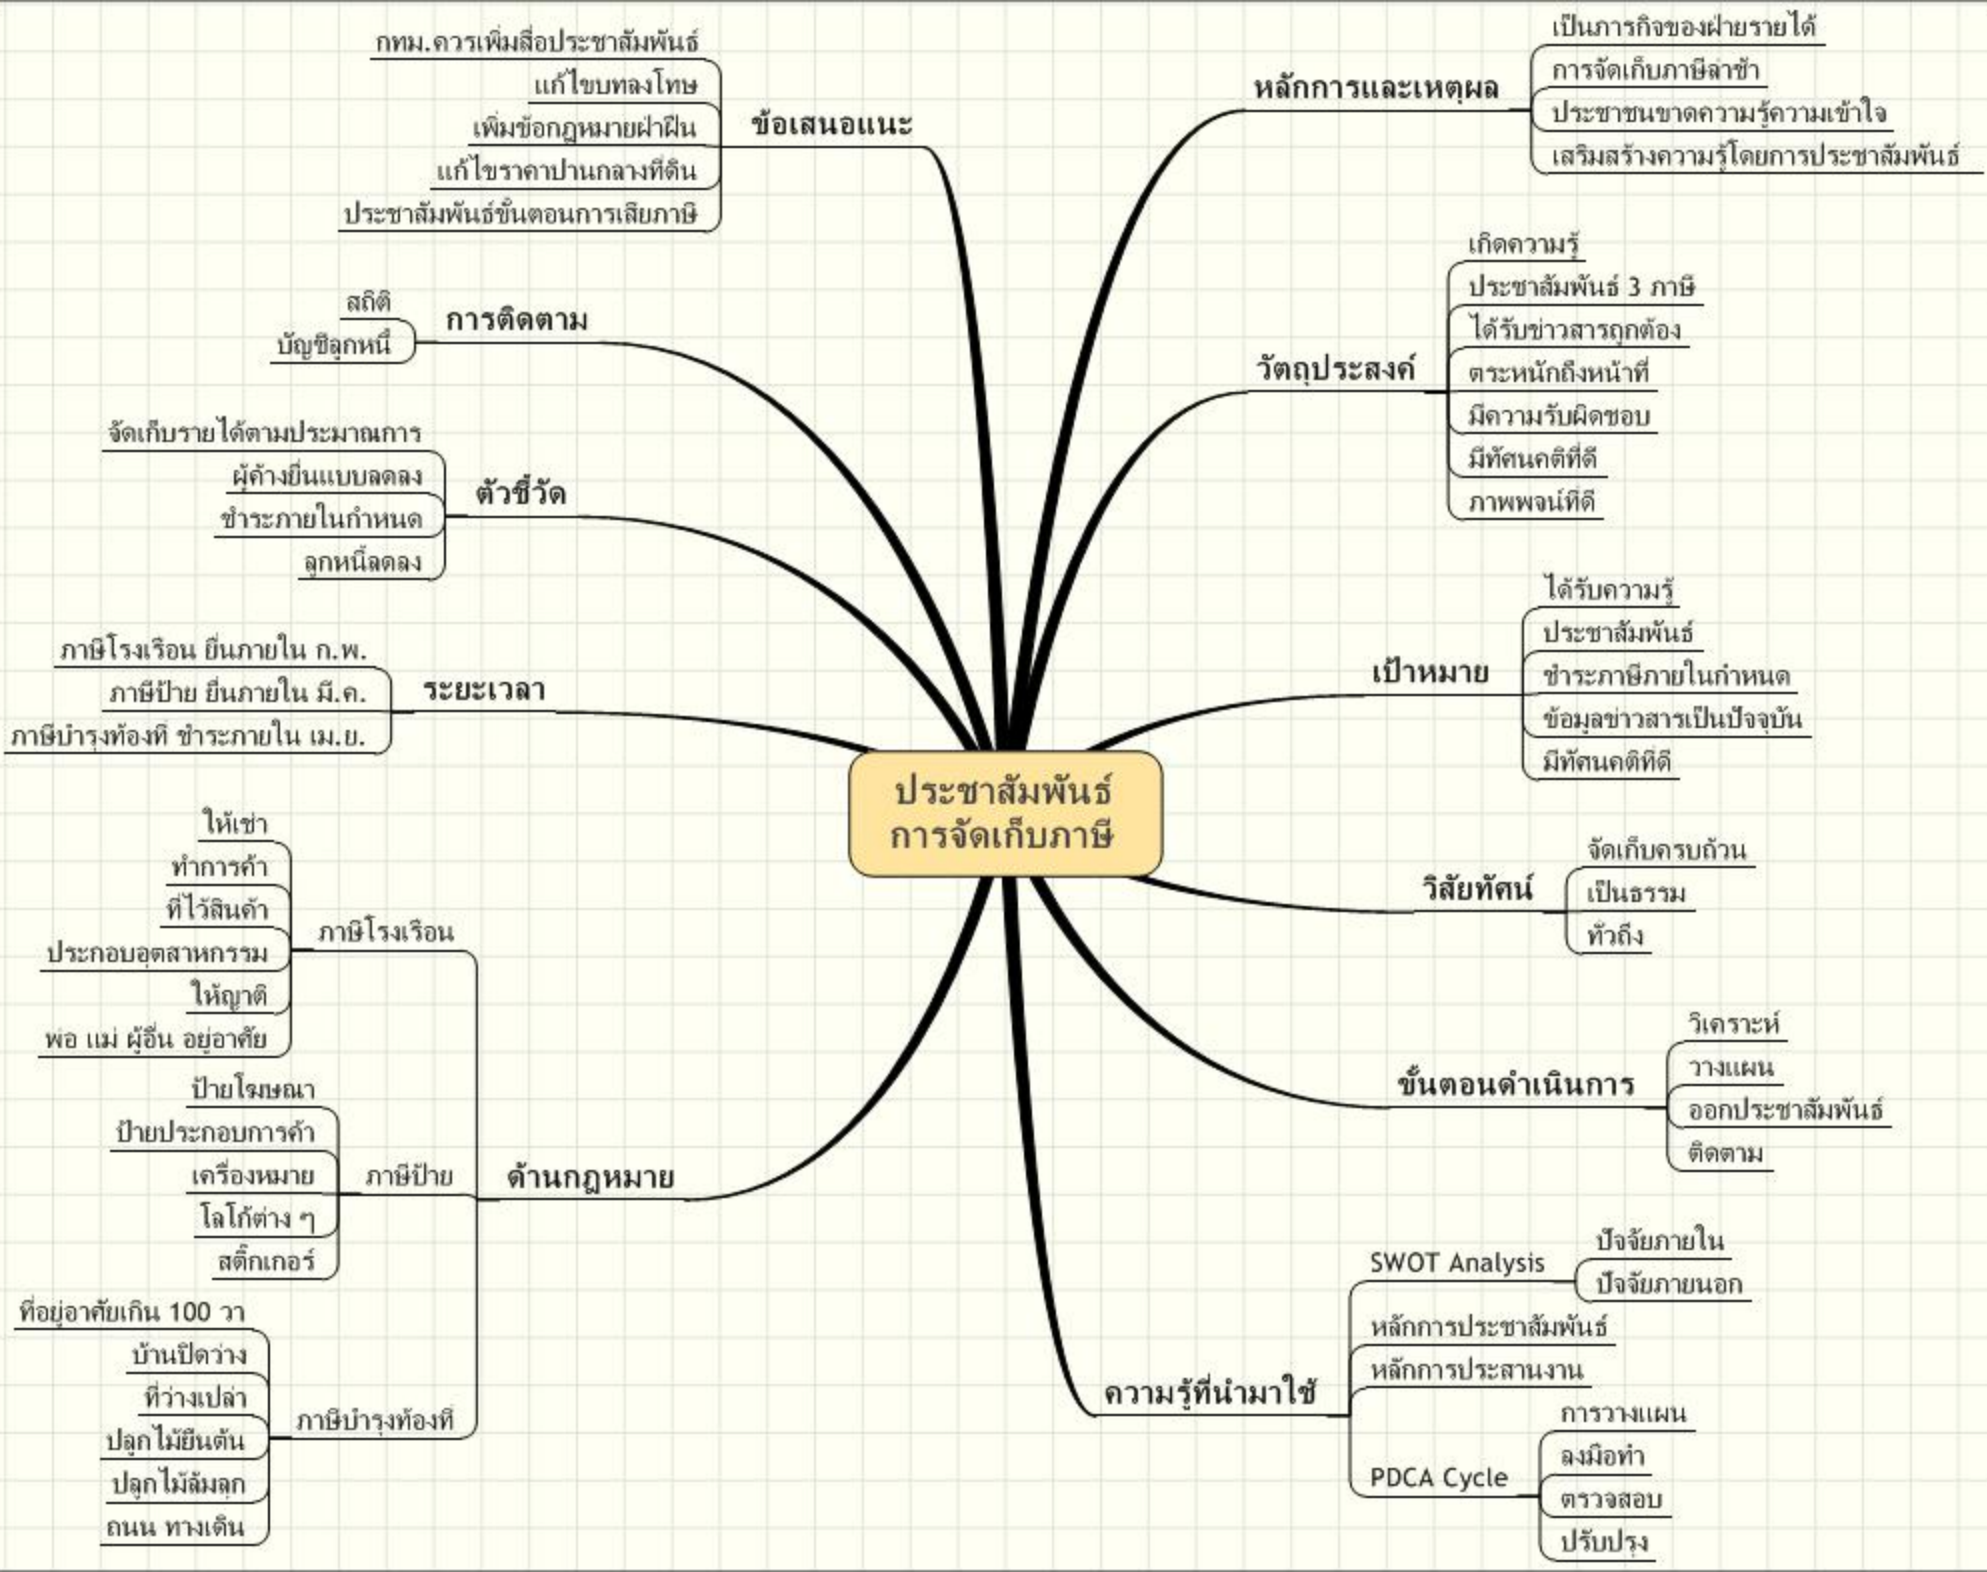 ประชาสัมพันธ์
การจัดเก็บภาษี
หลักการและเหตุผล
เป็นภารกิจของฝ่ายรายได้
การจัดเก็บภาษีล่าช้า
ประชาชนขาดความรู้ความเข้าใจ
เสริมสร้างความรู้โดยการประชาสัมพันธ์
วัตถุประสงค์
เกิดความรู้
ประชาสัมพันธ์ 3 ภาษี
ได้รับข่าวสารถูกต้อง
ตระหนักถึงหน้าที่
มีความรับผิดชอบ
มีทัศนคติที่ดี
ภาพพจน์ที่ดี
เป้าหมาย
ได้รับความรู้
ประชาสัมพันธ์
ชำระภาษีภายในกำหนด
ข้อมูลข่าวสารเป็นปัจจุบัน
มีทัศนคติที่ดี
วิสัยทัศน์
จัดเก็บครบถ้วน
เป็นธรรม
ทั่วถึง
ขั้นตอนดำเนินการ
วิเคราะห์
วางแผน
ออกประชาสัมพันธ์
ติดตาม
ความรู้ที่นำมาใช้
SWOT Analysis
ปัจจัยภายใน
ปัจจัยภายนอก
หลักการประชาสัมพันธ์
หลักการประสานงาน
PDCA Cycle
การวางแผน
ลงมือทำ
ตรวจสอบ
ปรับปรุง
ข้อเสนอแนะ
กทม.ควรเพิ่มสื่อประชาสัมพันธ์
แก้ไขบทลงโทษ
เพิ่มข้อกฎหมายฝ่าฝืน
แก้ไขราคาปานกลางที่ดิน
ประชาสัมพันธ์ขั้นตอนการเสียภาษี
การติดตาม
สถิติ
บัญชีลูกหนี้
ตัวชี้วัด
จัดเก็บรายได้ตามประมาณการ
ผู้ค้างยื่นแบบลดลง
ชำระภายในกำหนด
ลูกหนี้ลดลง
ระยะเวลา
ภาษีโรงเรือน ยื่นภายใน ก.พ.
ภาษีป้าย ยื่นภายใน มี.ค.
ภาษีบำรุงท้องที่ ชำระภายใน เม.ย.
ด้านกฎหมาย
ภาษีโรงเรือน
ให้เช่า
ทำการค้า
ที่ไว้สินค้า
ประกอบอุตสาหกรรม
ให้ญาติ
พ่อ แม่ ผู้อื่น อยู่อาศัย
ภาษีป้าย
ป้ายโฆษณา
ป้ายประกอบการค้า
เครื่องหมาย
โลโก้ต่าง ๆ
สติ๊กเกอร์
ภาษีบำรุงท้องที่
ที่อยู่อาศัยเกิน 100 วา
บ้านปิดว่าง
ที่ว่างเปล่า
ปลูกไม้ยืนต้น
ปลูกไม้ล้มลุก
ถนน ทางเดิน